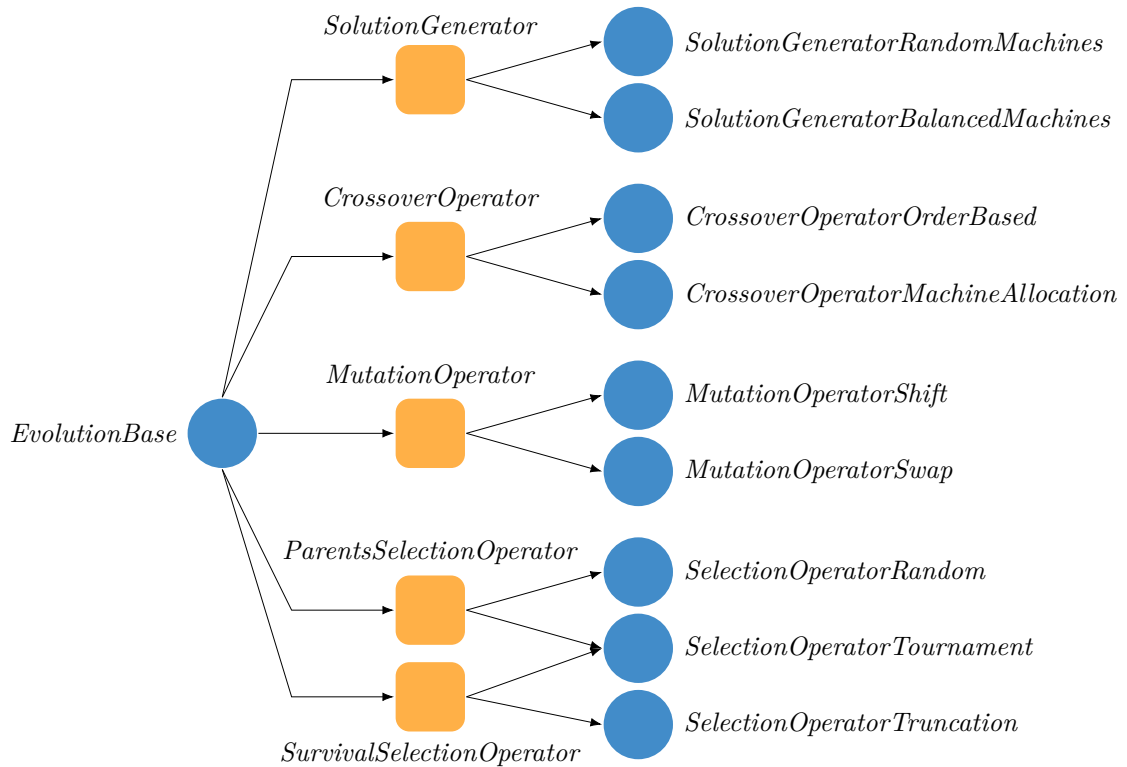 SolutionGenerator
SolutionGeneratorRandomMachines
SolutionGeneratorBalancedMachines
CrossoverOperator
CrossoverOperatorOrderBased
CrossoverOperatorMachineAllocation
MutationOperator
MutationOperatorShift
EvolutionBase
MutationOperatorSwap
ParentsSelectionOperator
SelectionOperatorRandom
SelectionOperatorTournament
SelectionOperatorTruncation
SurvivalSelectionOperator